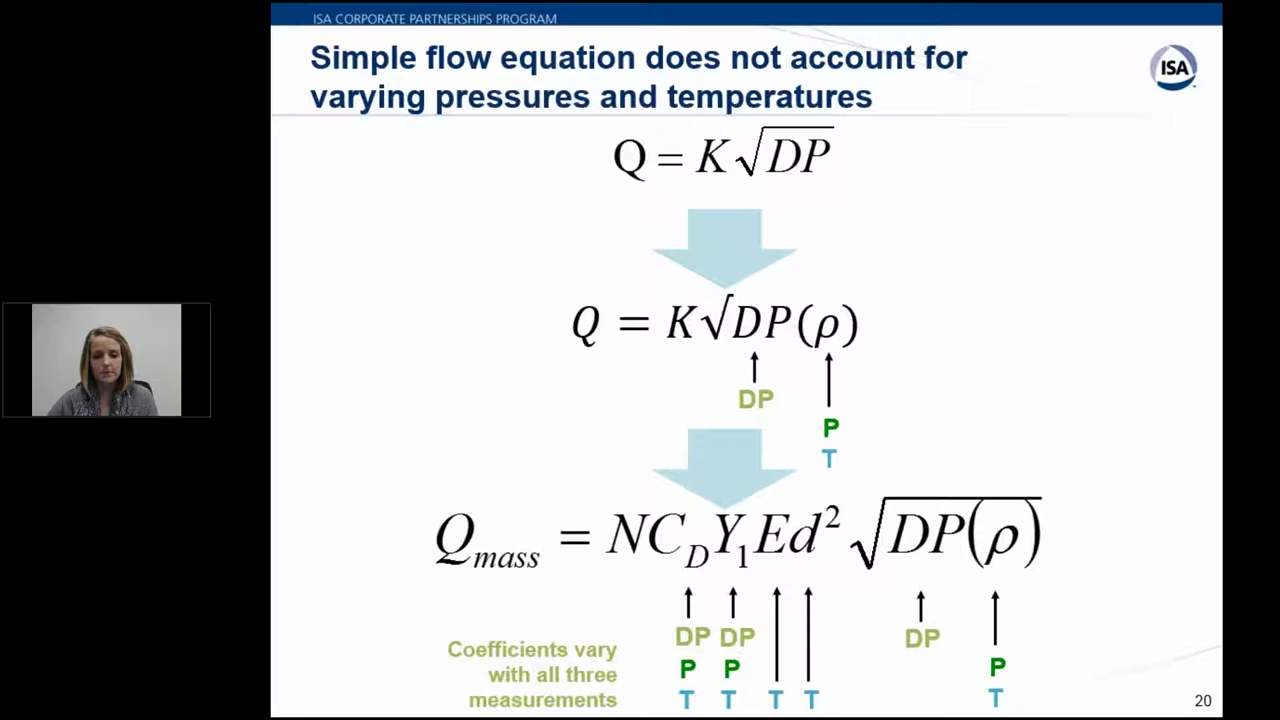 ISA CORPORATE PARTNERSHIPS PROGRAM
Simple flow equation does not account for
varying pressures and temperatures
ISA
Q = K√DP
Q = K√DP(ρ)
DP
P
T
Q_mass = NC_D Y_1 Ed² √DP(ρ)
Coefficients vary
with all three
measurements
DP DP DP
P P P
T T T T T
20